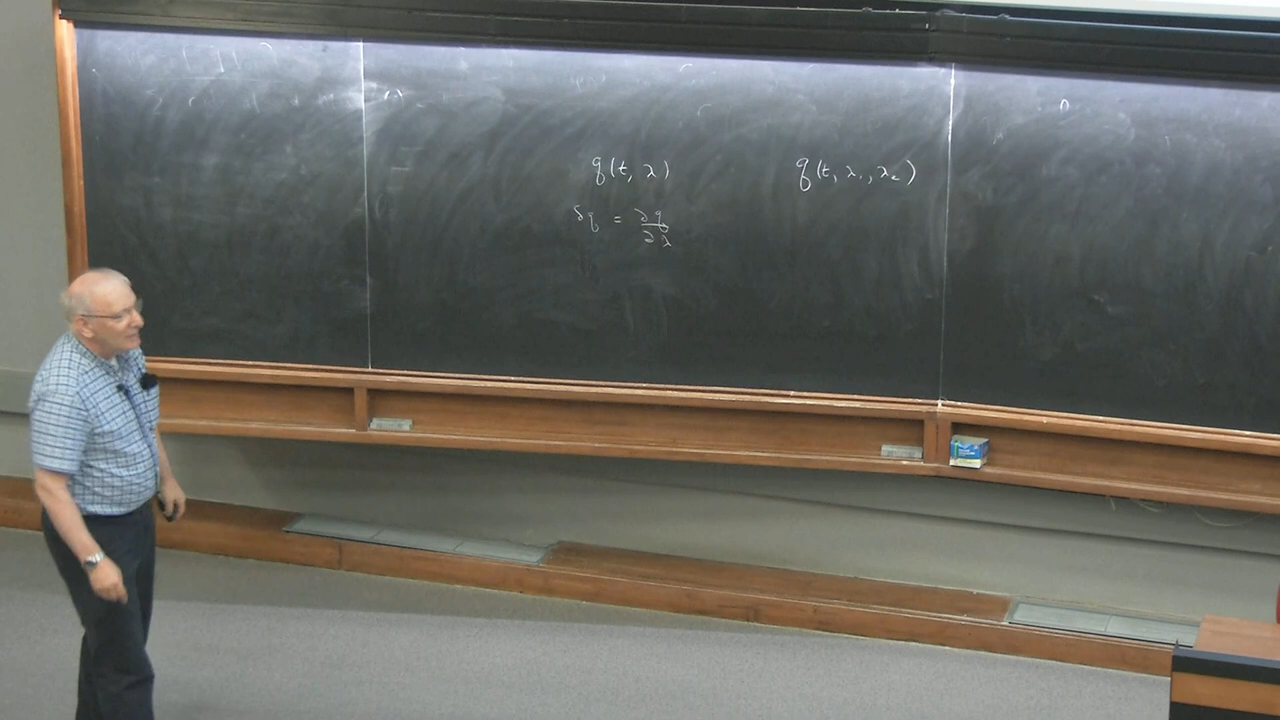 q(t, λ)
q(t, λ₁, λ₂)
δq = ∂q/∂λ